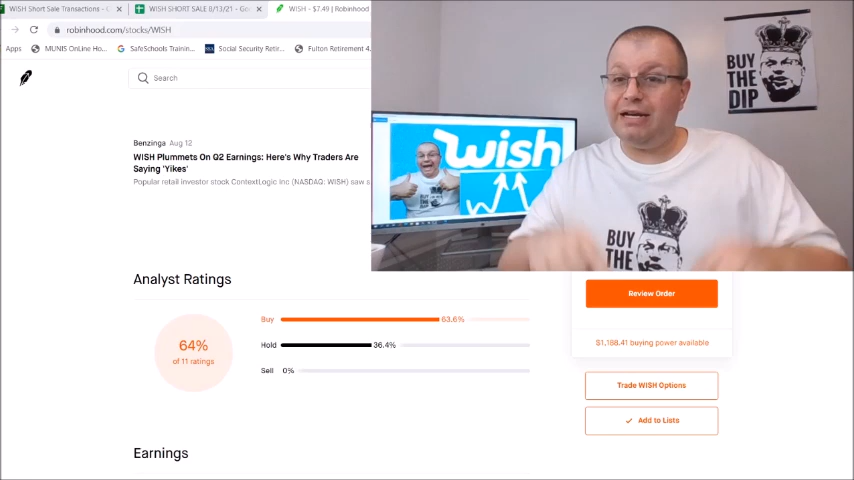 WISH Short Sale Transactions - G
WISH SHORT SALE 8/13/21 - Goo
WISH - $7.49 | Robinhood
robinhood.com/stocks/WISH
Apps
MUNIS OnLine Ho...
SafeSchools Trainin...
Social Security Retir...
Fulton Retirement 4.
Search
Benzinga Aug 12
WISH Plummets On Q2 Earnings: Here's Why Traders Are
Saying 'Yikes'
Popular retail investor stock ContextLogic Inc (NASDAQ: WISH) saw s
wish
BUY
THE
DIP
BUY
THE
Analyst Ratings
64%
of 11 ratings
Buy 63.6%
Hold 36.4%
Sell 0%
Review Order
$1,188.41 buying power available
Trade WISH Options
Add to Lists
Earnings